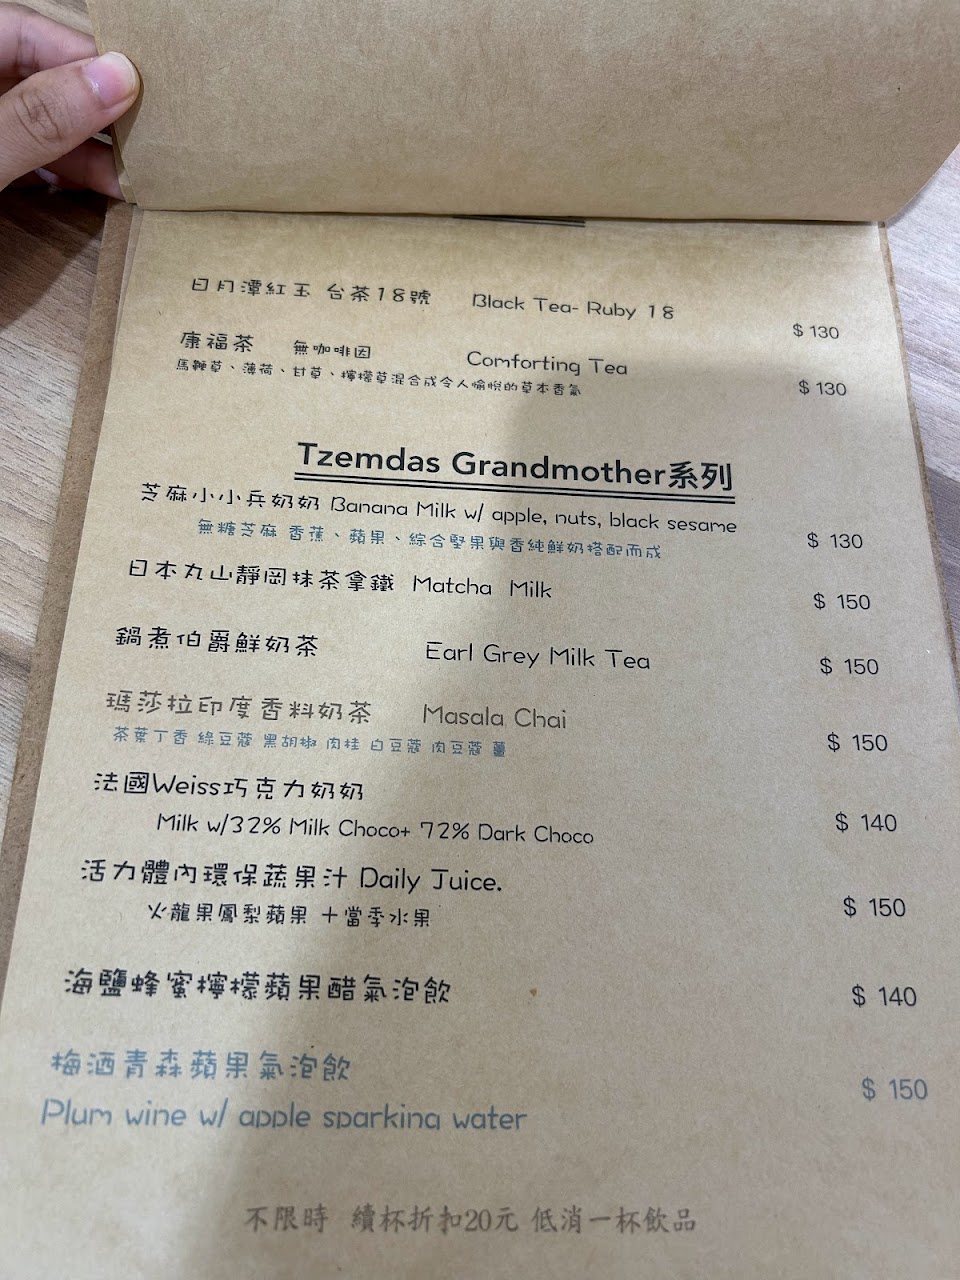 日月潭紅玉 台茶18號 Black Tea- Ruby 18 $ 130
康福茶 無咖啡因 Comforting Tea
馬鞭草、薄荷、甘草、檸檬草混合成令人愉悅的草本香氣 $ 130
Tzemdas Grandmother系列
芝麻小小兵奶奶 Banana Milk w/ apple, nuts, black sesame
無糖芝麻 香蕉、蘋果、綜合堅果與香純鮮奶搭配而成 $ 130
日本丸山靜岡抹茶拿鐵 Matcha Milk $ 150
鍋煮伯爵鮮奶茶 Earl Grey Milk Tea $ 150
瑪莎拉印度香料奶茶 Masala Chai
茶葉丁香 綠豆蔻 黑胡椒 肉桂 白豆蔻 肉豆蔻 薑 $ 150
法國Weiss巧克力奶奶
Milk w/32% Milk Choco+ 72% Dark Choco $ 140
活力體內環保蔬果汁 Daily Juice.
火龍果鳳梨蘋果 +當季水果 $ 150
海鹽蜂蜜檸檬蘋果醋氣泡飲 $ 140
梅酒青森蘋果氣泡飲
Plum wine w/ apple sparking water $ 150
不限時 續杯折扣20元 低消一杯飲品